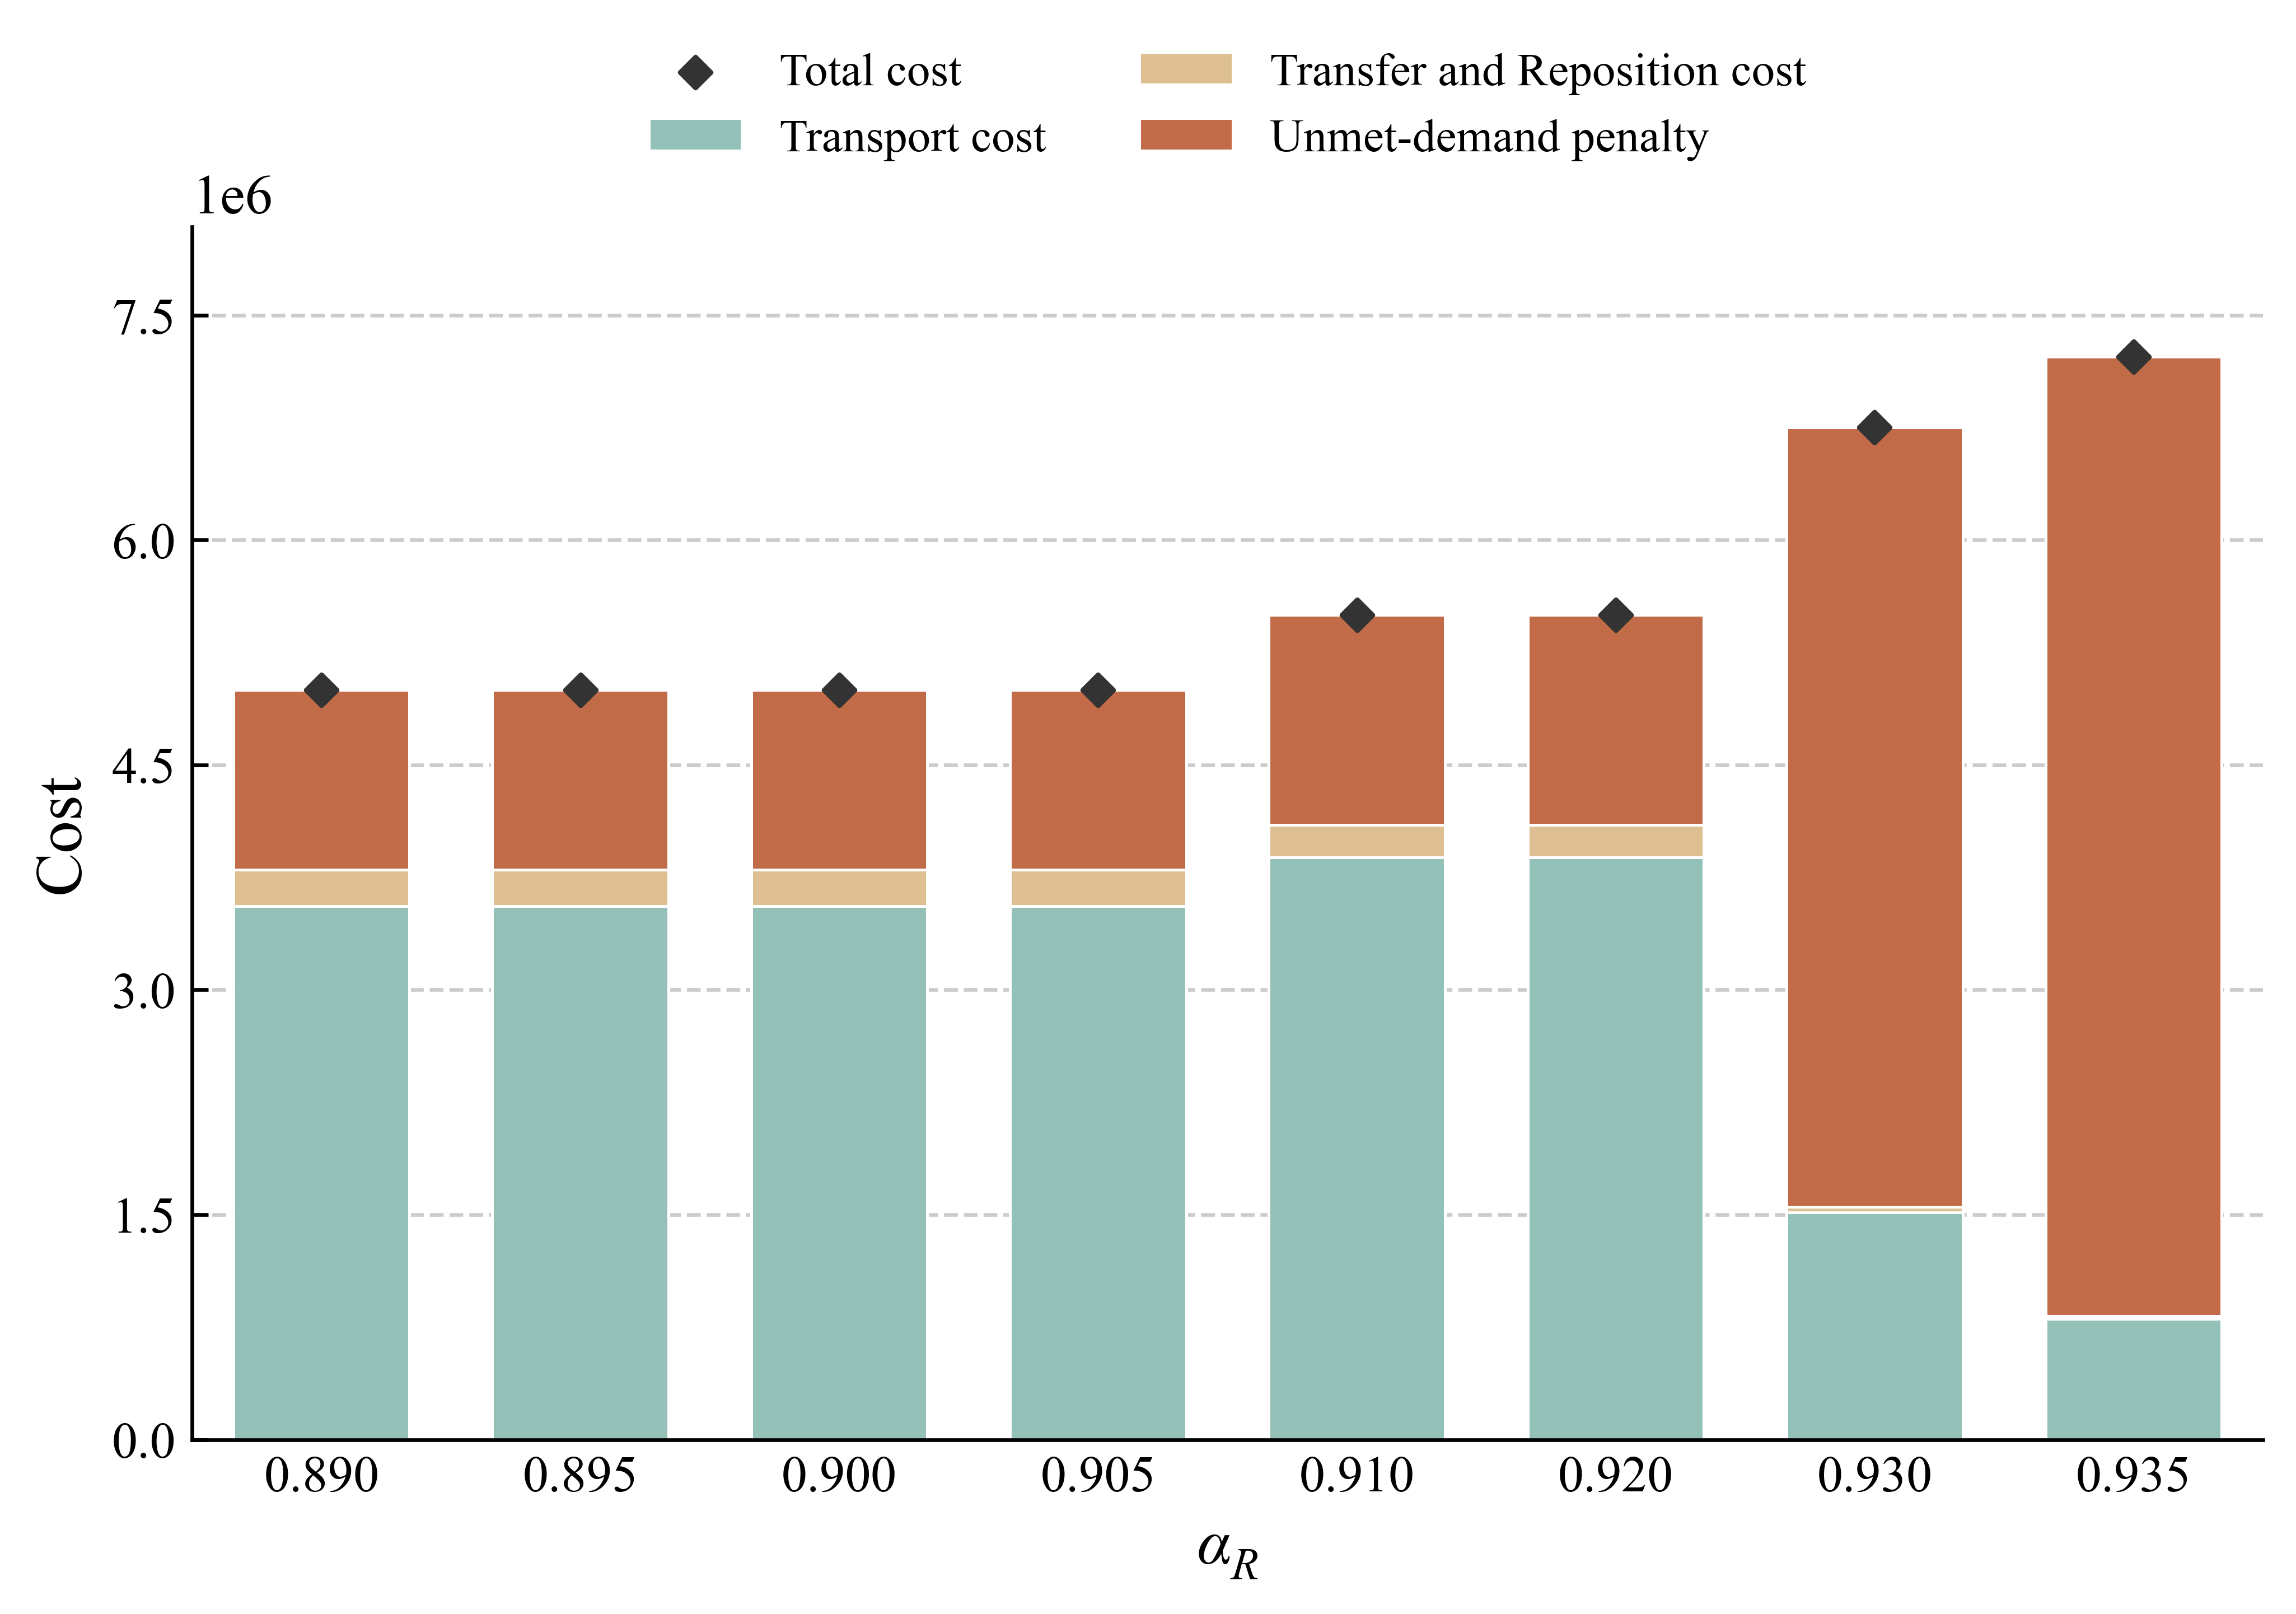 Total cost
Transport cost
Transfer and Reposition cost
Unmet-demand penalty
1e6
7.5
6.0
4.5
3.0
1.5
0.0
Cost
0.890 0.895 0.900 0.905 0.910 0.920 0.930 0.935
α_R